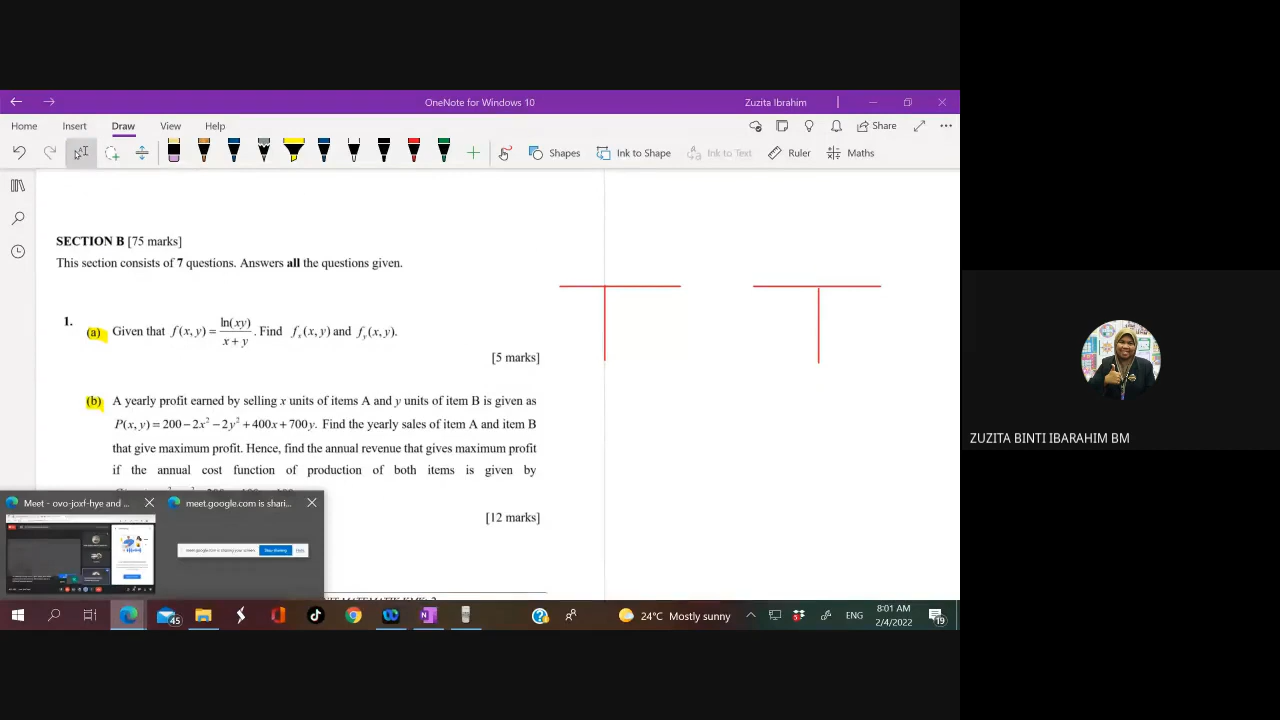 OneNote for Windows 10
Zuzita Ibrahim
Home Insert Draw View Help
Share
Shapes Ink to Shape Ink to Text Ruler Maths
SECTION B [75 marks]
This section consists of 7 questions. Answers all the questions given.
1. (a) Given that f(x, y) = ln(xy) / x + y . Find fx(x, y) and fy(x, y).
[5 marks]
(b) A yearly profit earned by selling x units of items A and y units of item B is given as
P(x, y) = 200 − 2x² − 2y² + 400x + 700y. Find the yearly sales of item A and item B
that give maximum profit. Hence, find the annual revenue that gives maximum profit
if the annual cost function of production of both items is given by
[12 marks]
Meet - ovo-joxf-hye and ...
meet.google.com is shari...
ZUZITA BINTI IBARAHIM BM
45
24°C Mostly sunny
ENG
8:01 AM
2/4/2022
19